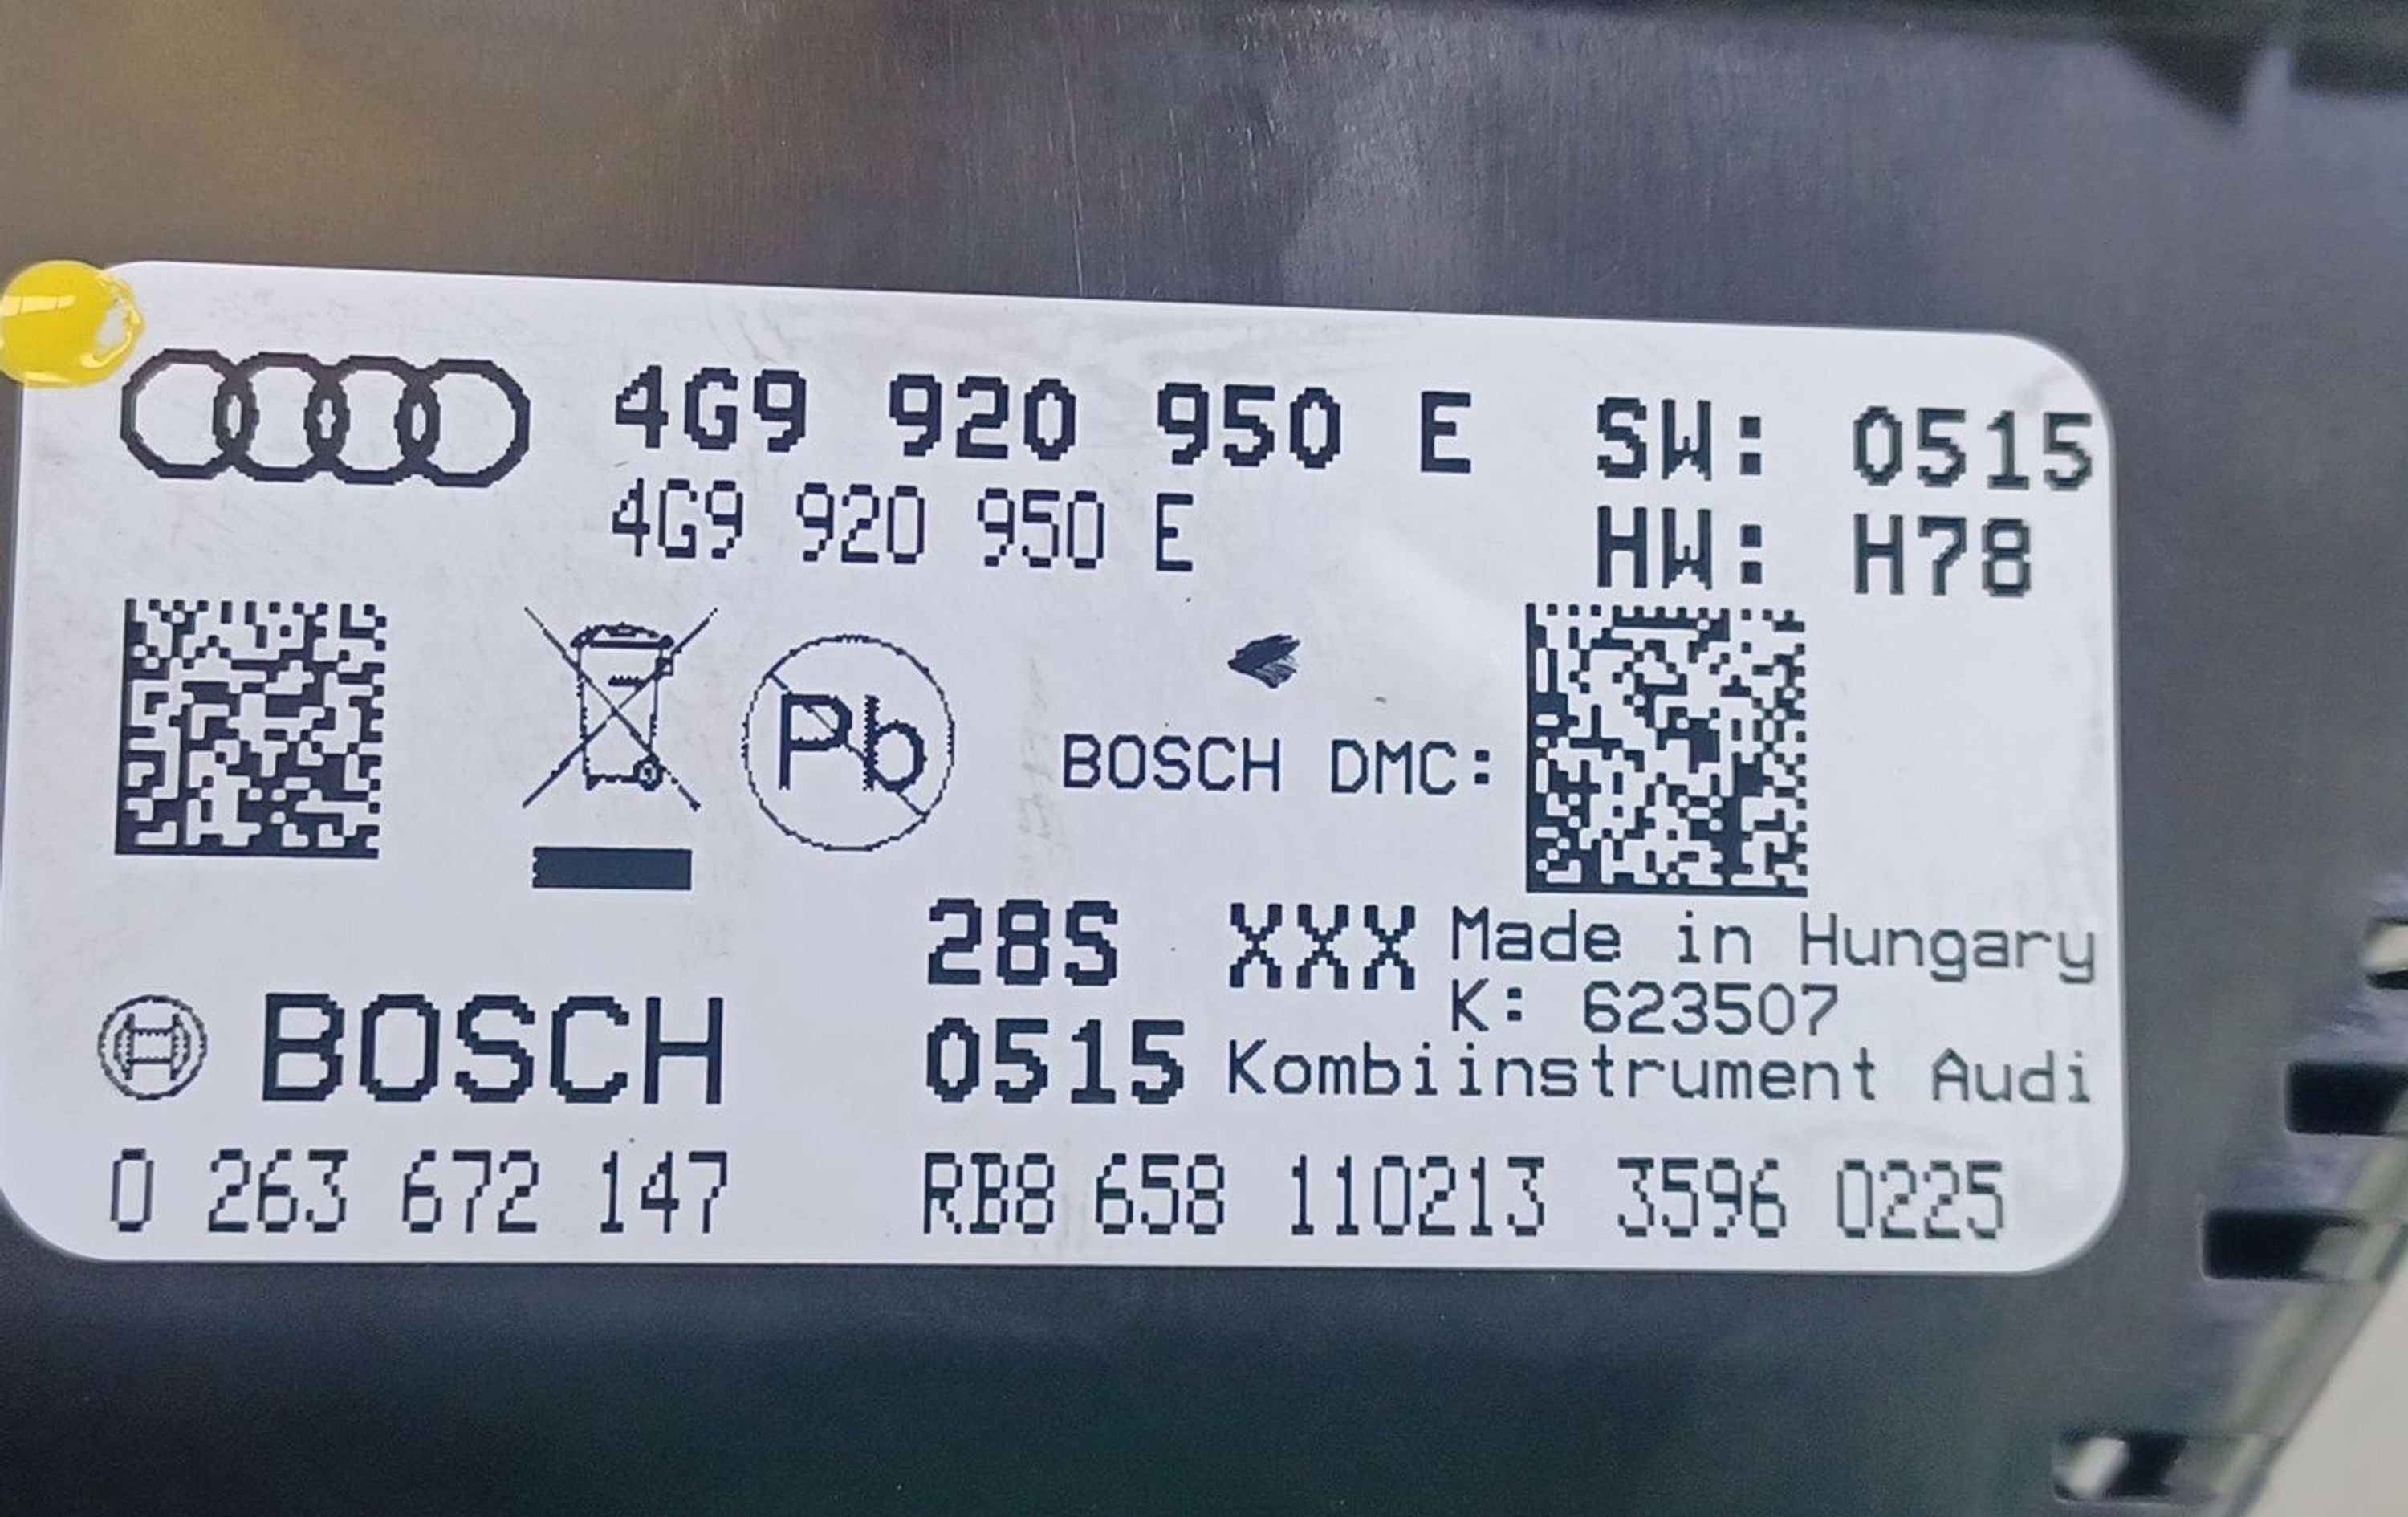 4G9 920 950 E SW: 0515
4G9 920 950 E HW: H78
Pb
BOSCH DMC:
28S XXX Made in Hungary
K: 623507
BOSCH
0515 Kombiinstrument Audi
0 263 672 147 RB8 658 110213 3596 0225